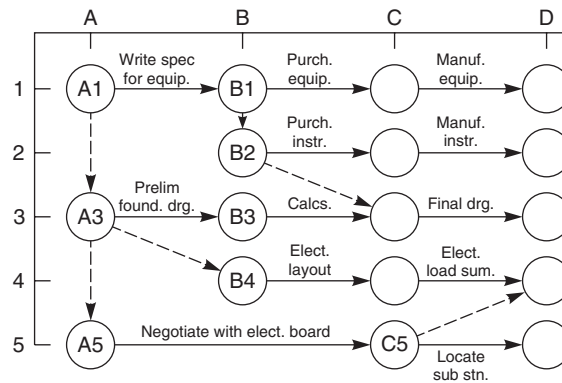 A B C D
Write spec
for equip.
Purch.
equip.
Manuf.
equip.
1 A1 B1
Purch.
instr.
Manuf.
instr.
2 B2
Prelim
found. drg.
Calcs.
Final drg.
3 A3 B3
Elect.
layout
Elect.
load sum.
4 B4
Negotiate with elect. board
5 A5 C5
Locate
sub stn.